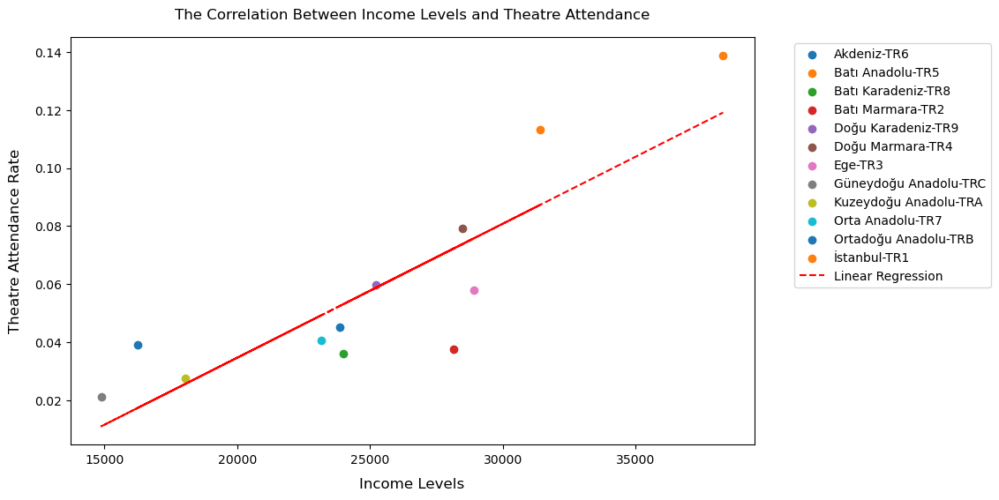 The Correlation Between Income Levels and Theatre Attendance
0.14
0.12
0.10
0.08
0.06
0.04
0.02
Theatre Attendance Rate
15000
20000
25000
30000
35000
Income Levels
Akdeniz-TR6
Batı Anadolu-TR5
Batı Karadeniz-TR8
Batı Marmara-TR2
Doğu Karadeniz-TR9
Doğu Marmara-TR4
Ege-TR3
Güneydoğu Anadolu-TRC
Kuzeydoğu Anadolu-TRA
Orta Anadolu-TR7
Ortadoğu Anadolu-TRB
İstanbul-TR1
Linear Regression